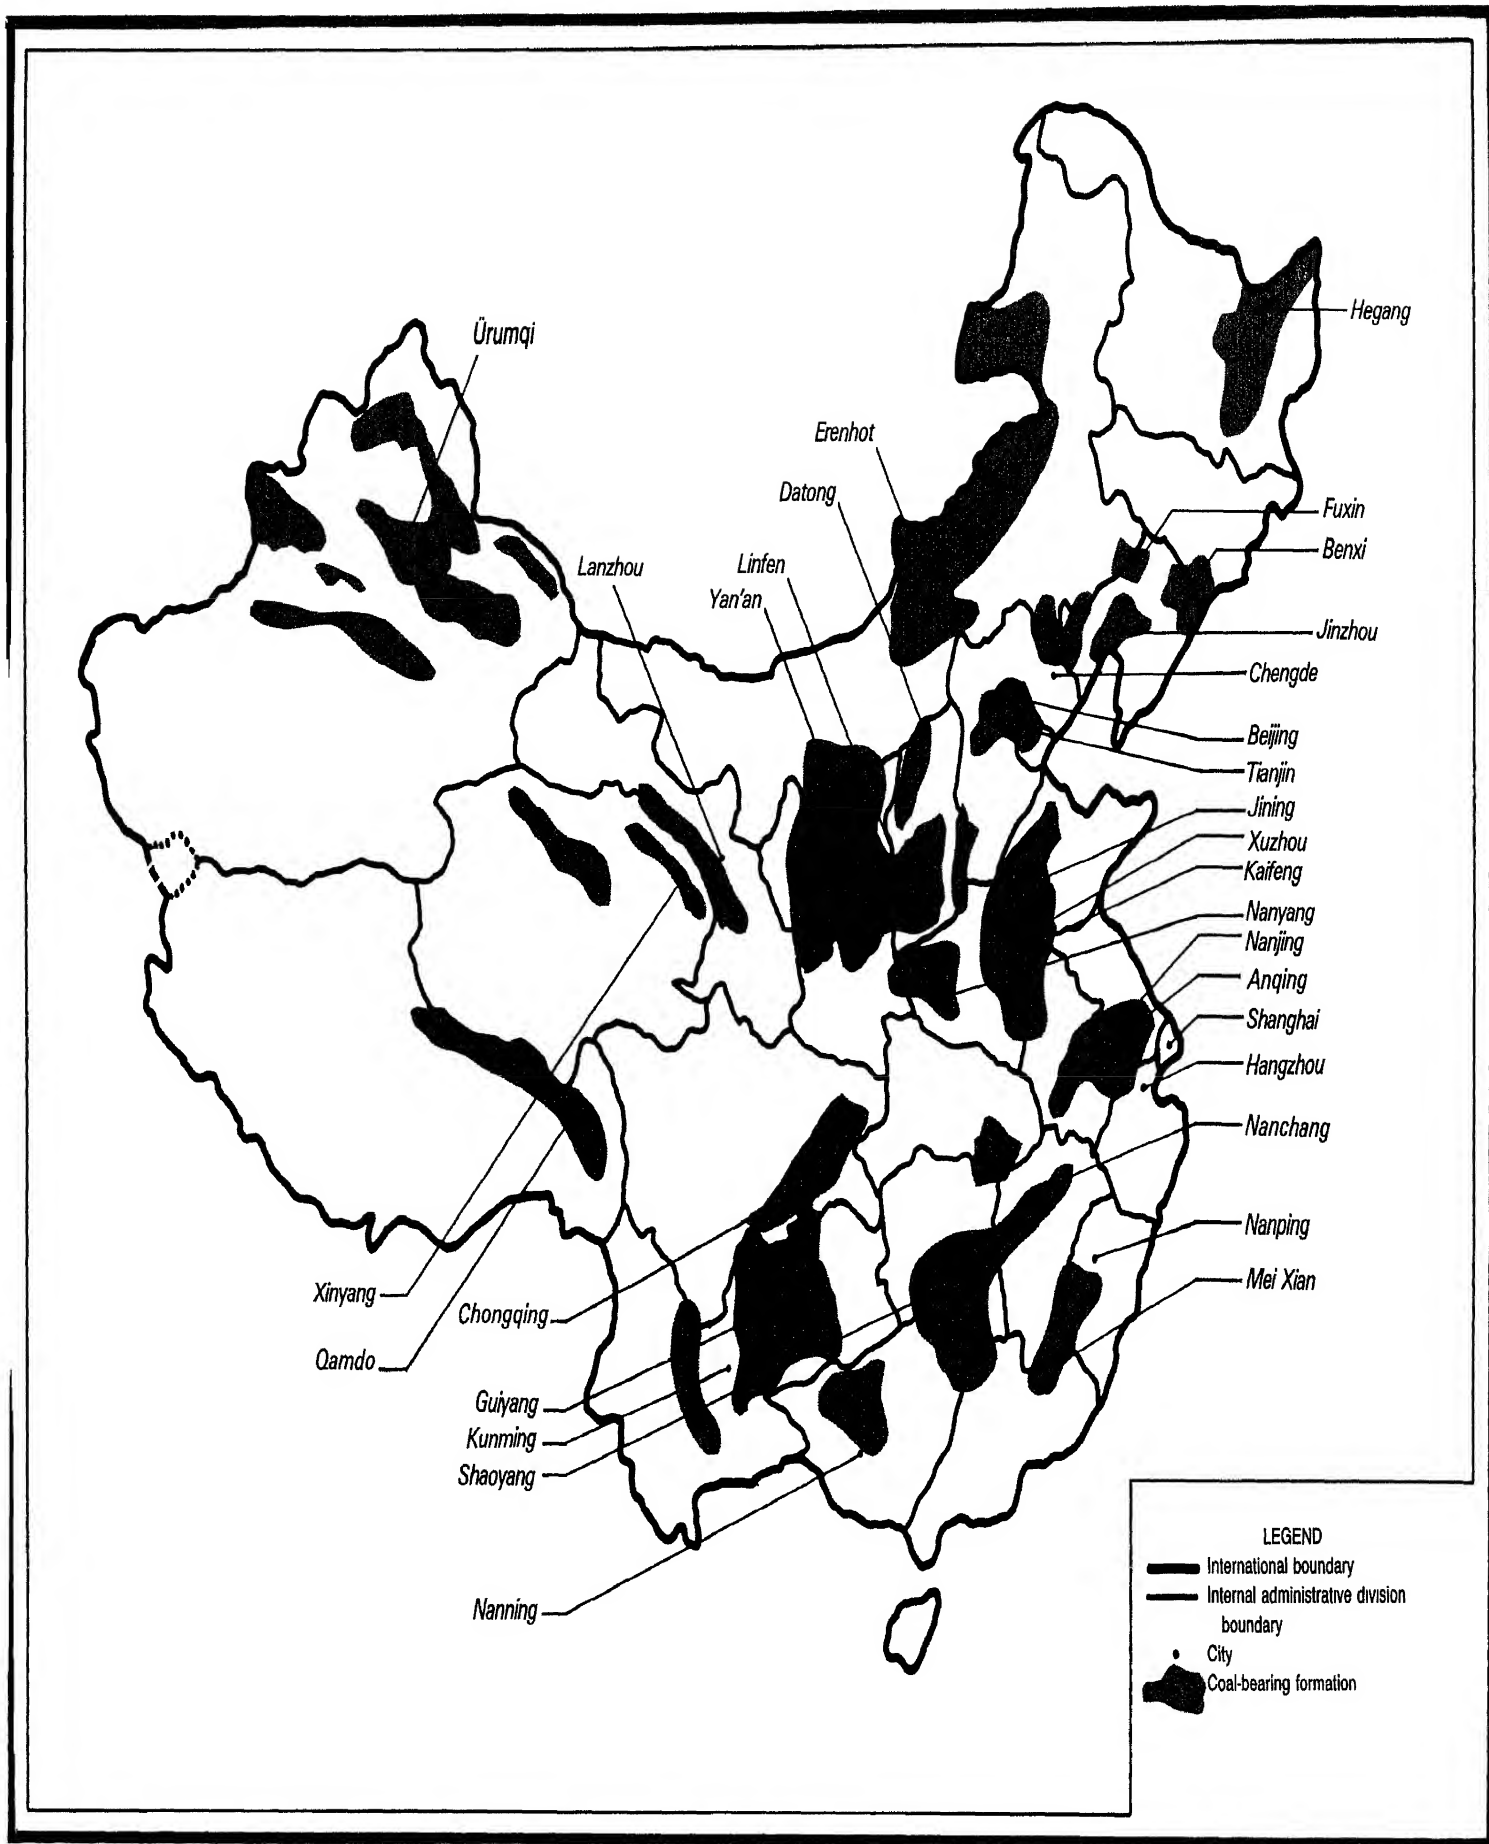 Hegang
Ürumqi
Erenhot
Datong
Fuxin
Benxi
Linfen
Lanzhou
Yan'an
Jinzhou
Chengde
Beijing
Tianjin
Jining
Xuzhou
Kaifeng
Nanyang
Nanjing
Anqing
Shanghai
Hangzhou
Nanchang
Nanping
Mei Xian
Xinyang
Chongqing
Qamdo
Guiyang
Kunming
Shaoyang
Nanning
LEGEND
International boundary
Internal administrative division
boundary
City
Coal-bearing formation